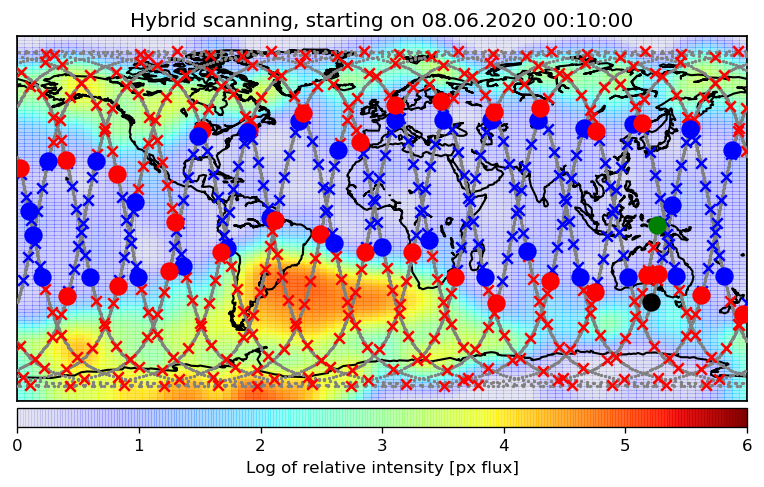 Hybrid scanning, starting on 08.06.2020 00:10:00
0 1 2 3 4 5 6
Log of relative intensity [px flux]